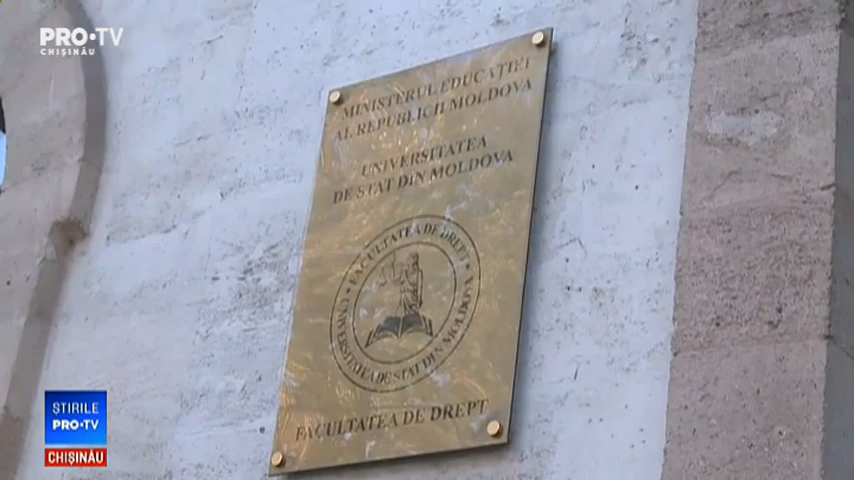 PRO•TV
CHIȘINĂU
MINISTERUL EDUCAȚIEI
AL REPUBLICII MOLDOVA
UNIVERSITATEA
DE STAT DIN MOLDOVA
• FACULTATEA DE DREPT •
UNIVERSITATEA DE STAT DIN MOLDOVA
FACULTATEA DE DREPT
ȘTIRILE
PRO•TV
CHIȘINĂU